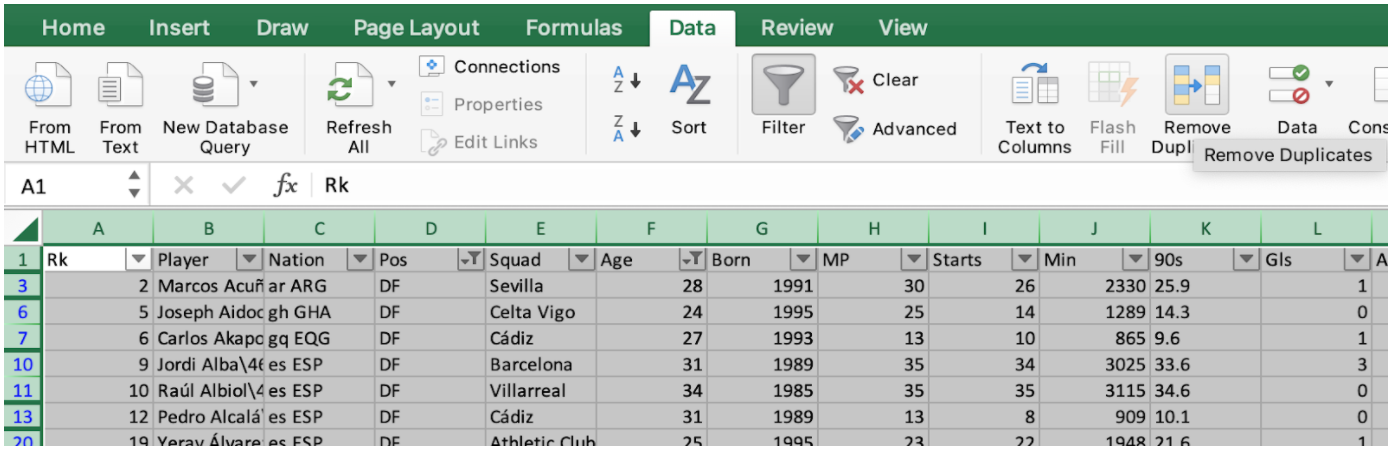 Home Insert Draw Page Layout Formulas Data Review View
From HTML
From Text
New Database Query
Refresh All
Connections
Properties
Edit Links
A Z
Z A
Sort
Filter
Clear
Advanced
Text to Columns
Flash Fill
Remove
Data
Remove Duplicates
A1 fx Rk
A B C D E F G H I J K L
1 Rk Player Nation Pos Squad Age Born MP Starts Min 90s Gls A
3 2 Marcos Acuñ ar ARG DF Sevilla 28 1991 30 26 2330 25.9 1
6 5 Joseph Aidoo gh GHA DF Celta Vigo 24 1995 25 14 1289 14.3 0
7 6 Carlos Akapo gq EQG DF Cádiz 27 1993 13 10 865 9.6 1
10 9 Jordi Alba\46 es ESP DF Barcelona 31 1989 35 34 3025 33.6 3
11 10 Raúl Albiol\4 es ESP DF Villarreal 34 1985 35 35 3115 34.6 0
13 12 Pedro Alcalá es ESP DF Cádiz 31 1989 13 8 909 10.1 0
20 19 Yeray Álvare es ESP DF Athletic Club 25 1995 23 22 1948 21.6 1